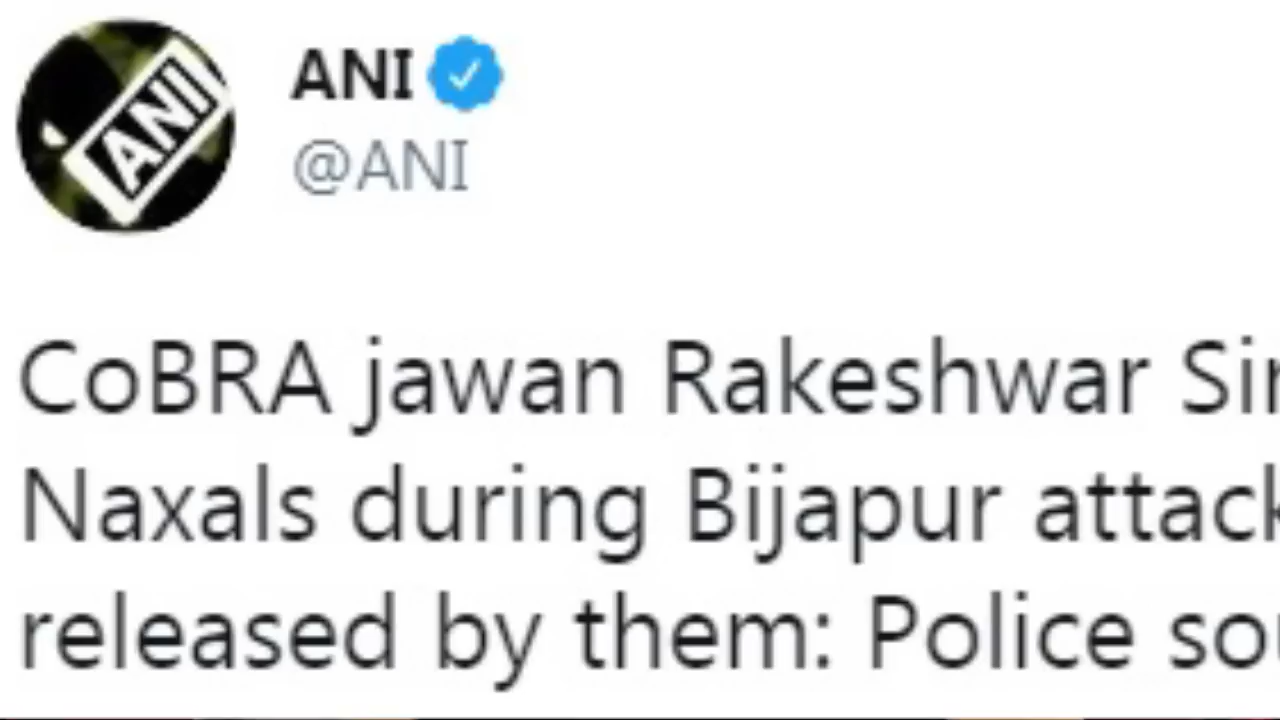 ANI
ANI
@ANI
CoBRA jawan Rakeshwar
Naxals during Bijapur
released by them: Police